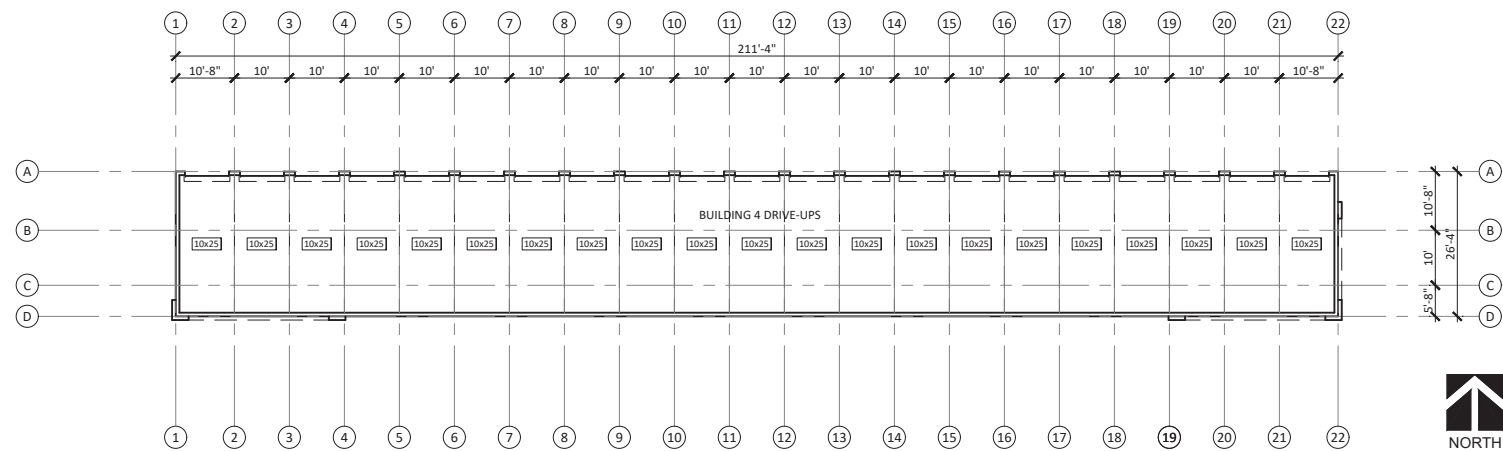 1 2 3 4 5 6 7 8 9 10 11 12 13 14 15 16 17 18 19 20 21 22
211'-4"
10'-8" 10' 10' 10' 10' 10' 10' 10' 10' 10' 10' 10' 10' 10' 10' 10' 10' 10' 10' 10' 10'-8"
A A
10'-8"
BUILDING 4 DRIVE-UPS
B B
10x25 10x25 10x25 10x25 10x25 10x25 10x25 10x25 10x25 10x25 10x25 10x25 10x25 10x25 10x25 10x25 10x25 10x25 10x25 10x25 10x25
10'
26'-4"
C C
5'-8"
D D
1 2 3 4 5 6 7 8 9 10 11 12 13 14 15 16 17 18 19 20 21 22
NORTH